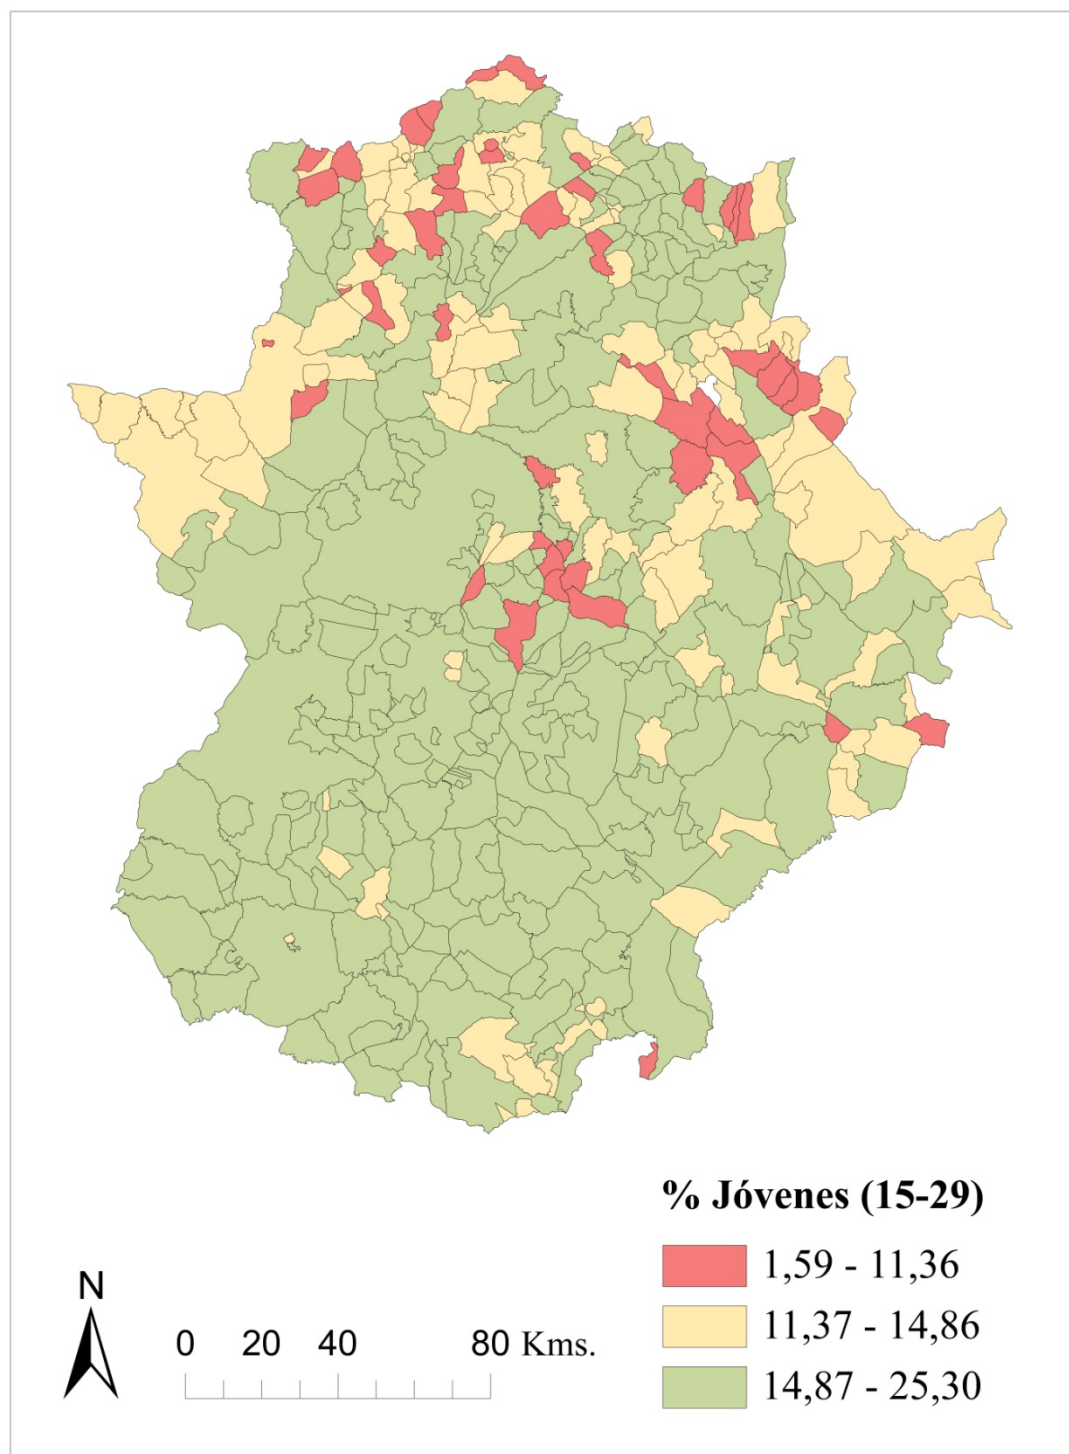 % Jóvenes (15-29)
1,59 - 11,36
11,37 - 14,86
14,87 - 25,30
N
0 20 40 80 Kms.